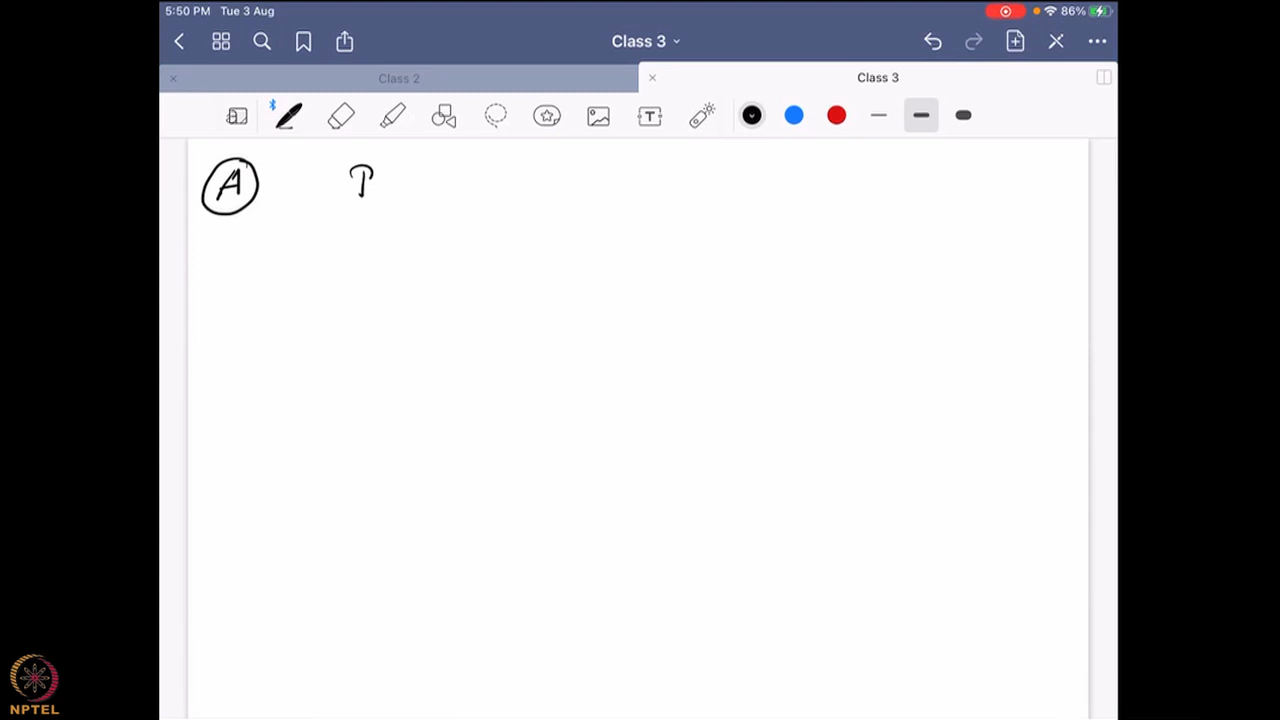 5:50 PM Tue 3 Aug 86%
Class 3
Class 2 Class 3
T
A
NPTEL